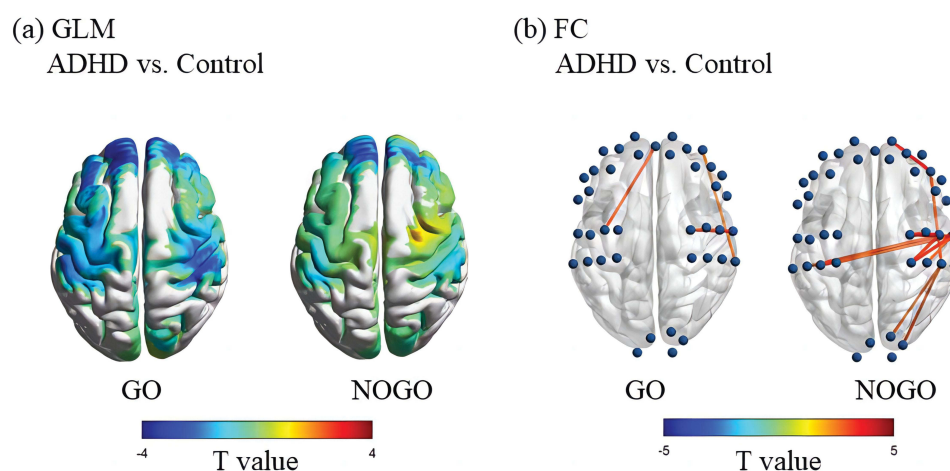 (a) GLM
ADHD vs. Control
GO
NOGO
-4
4
T value
(b) FC
ADHD vs. Control
GO
NOGO
-5
5
T value